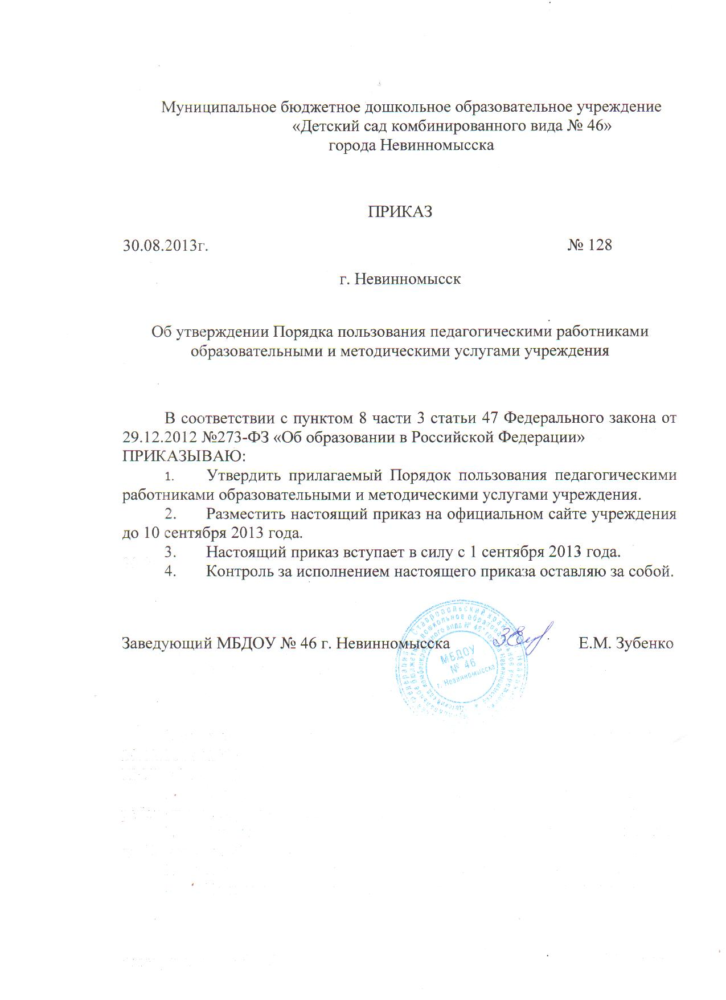 Муниципальное бюджетное дошкольное образовательное учреждение
«Детский сад комбинированного вида № 46»
города Невинномысска
ПРИКАЗ
30.08.2013г. № 128
г. Невинномысск
Об утверждении Порядка пользования педагогическими работниками
образовательными и методическими услугами учреждения
В соответствии с пунктом 8 части 3 статьи 47 Федерального закона от
29.12.2012 №273-ФЗ «Об образовании в Российской Федерации»
ПРИКАЗЫВАЮ:
1. Утвердить прилагаемый Порядок пользования педагогическими
работниками образовательными и методическими услугами учреждения.
2. Разместить настоящий приказ на официальном сайте учреждения
до 10 сентября 2013 года.
3. Настоящий приказ вступает в силу с 1 сентября 2013 года.
4. Контроль за исполнением настоящего приказа оставляю за собой.
Заведующий МБДОУ № 46 г. Невинномысска Е.М. Зубенко
Ставропольский край
дошкольное образовательное
МБДОУ
№ 46
г. Невинномысска